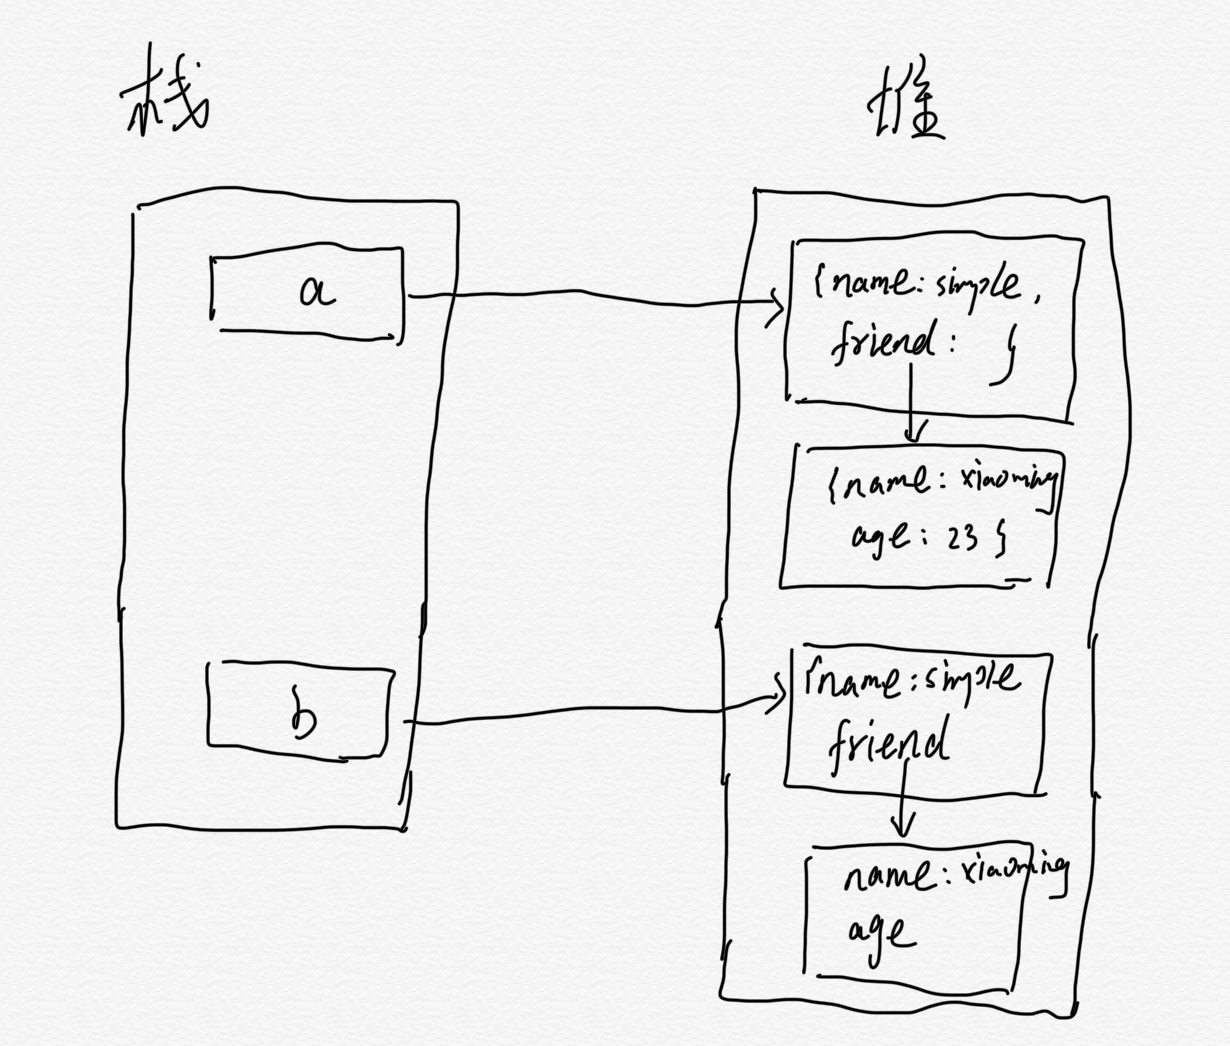 栈
堆
a
{name: simple,
friend: }
{name: xiaoming
age: 23 }
b
{name: simple
friend
name: xiaoming
age